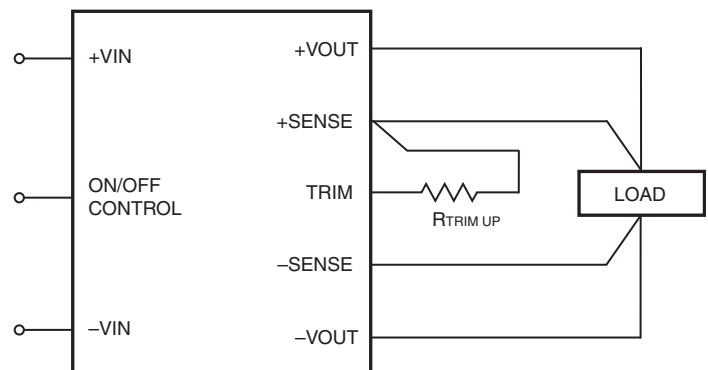 +VIN
+VOUT
+SENSE
ON/OFF
CONTROL
TRIM
RTRIM UP
LOAD
–SENSE
–VIN
–VOUT